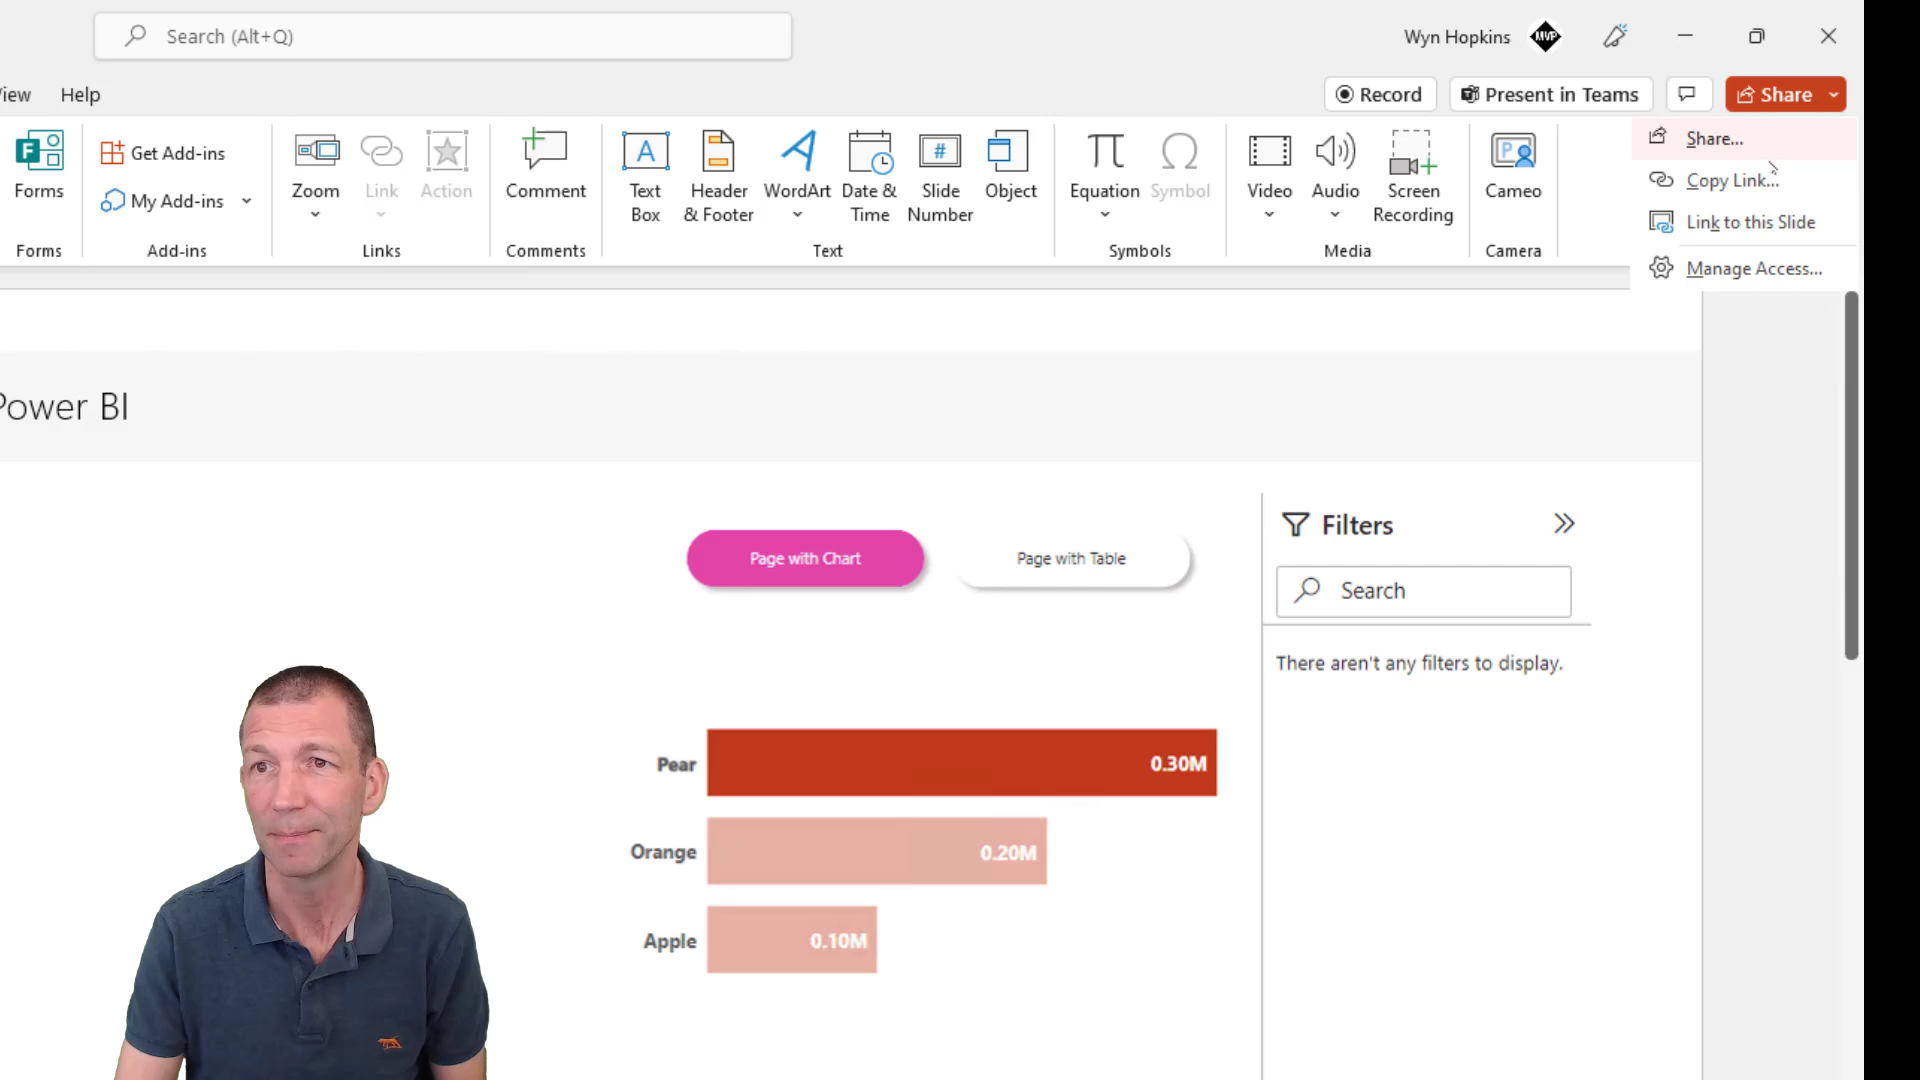 Search (Alt+Q)
Wyn Hopkins
MVP
iew
Help
Record
Present in Teams
Share
Forms
Get Add-ins
My Add-ins
Zoom
Link
Action
Comment
Text
Box
Header
& Footer
WordArt
Date &
Time
Slide
Number
Object
Equation
Symbol
Video
Audio
Screen
Recording
Cameo
Forms
Add-ins
Links
Comments
Text
Symbols
Media
Camera
Share...
Copy Link...
Link to this Slide
Manage Access...
Power BI
Page with Chart
Page with Table
Filters
Search
There aren't any filters to display.
Pear
0.30M
Orange
0.20M
Apple
0.10M